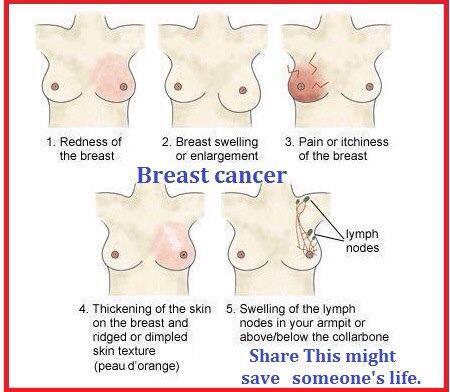 1. Redness of
the breast
2. Breast swelling
or enlargement
3. Pain or itchiness
of the breast
Breast cancer
lymph
nodes
4. Thickening of the skin
on the breast and
ridged or dimpled
skin texture
(peau d'orange)
5. Swelling of the lymph
nodes in your armpit or
above/below the collarbone
Share This might
save someone's life.